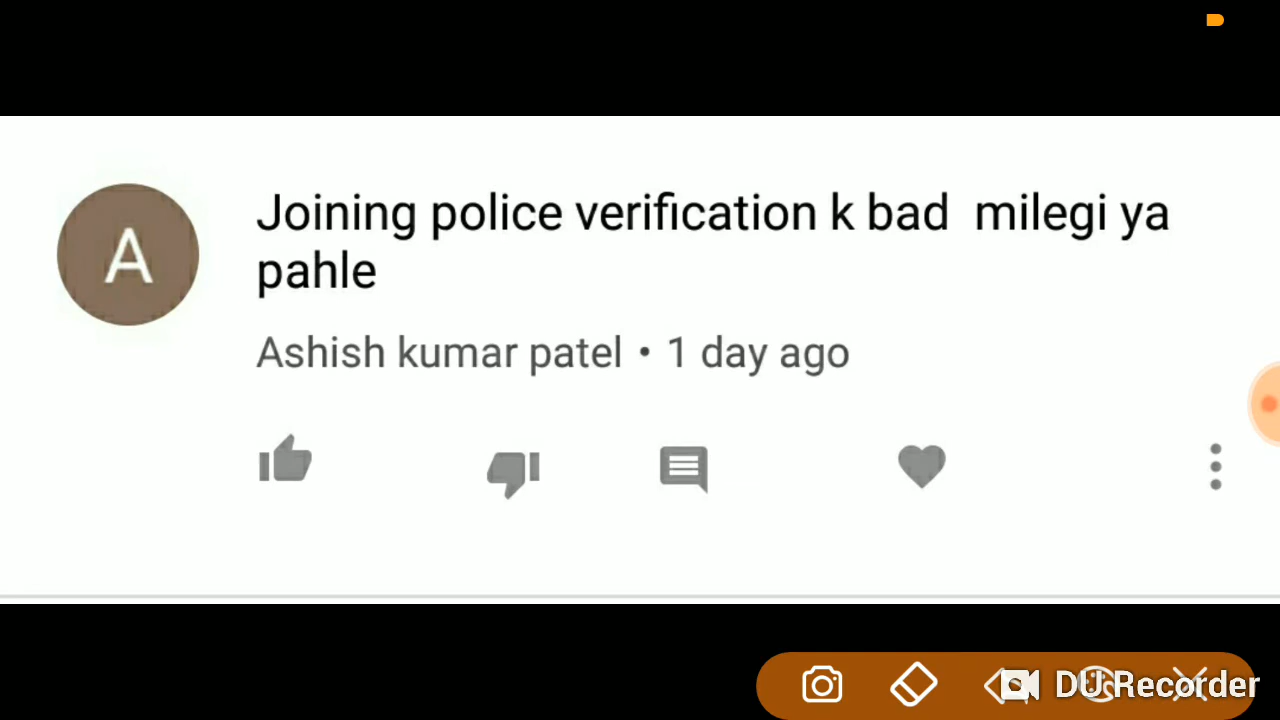 A
Joining police verification k bad milegi ya
pahle
Ashish kumar patel • 1 day ago
DU Recorder